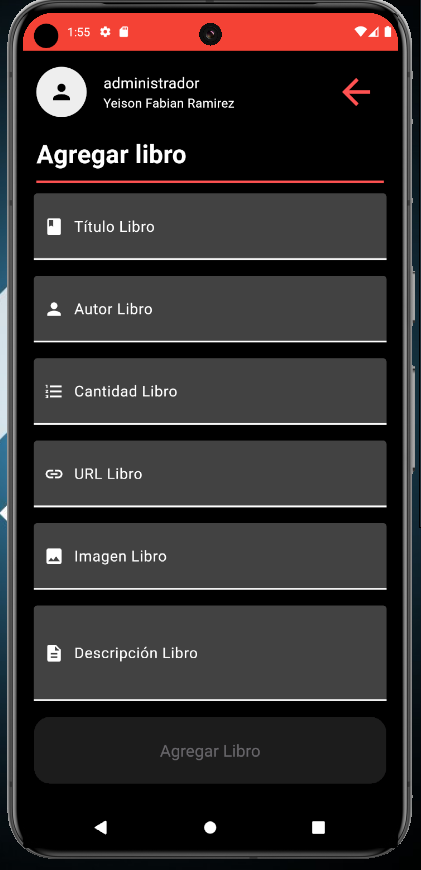 1:55
administrador
Yeison Fabian Ramirez
Agregar libro
Título Libro
Autor Libro
Cantidad Libro
URL Libro
Imagen Libro
Descripción Libro
Agregar Libro